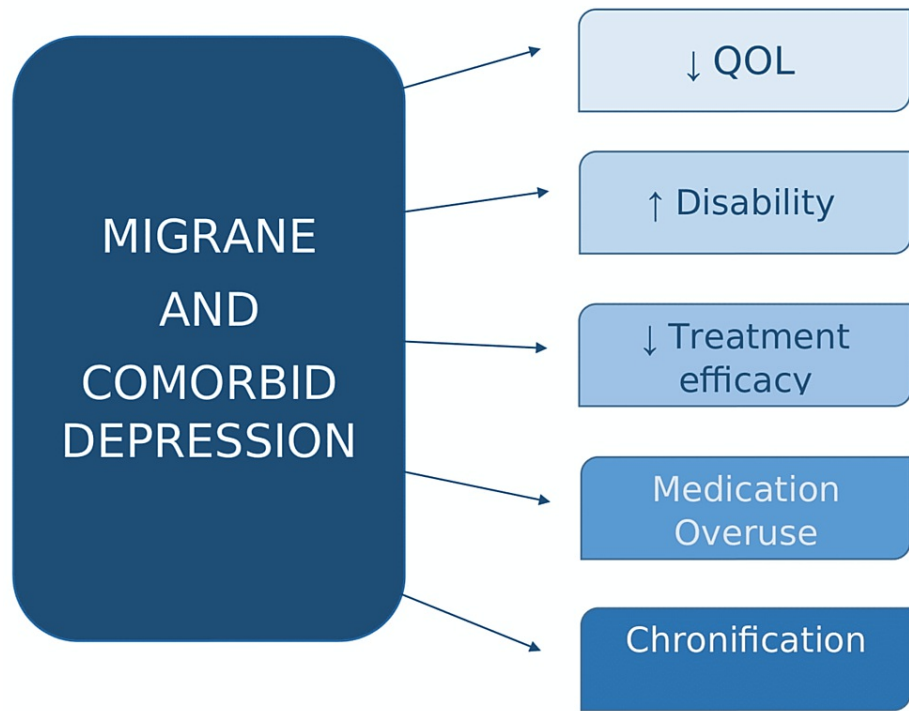 MIGRANE
AND
COMORBID
DEPRESSION
↓ QOL
↑ Disability
↓ Treatment
efficacy
Medication
Overuse
Chronification